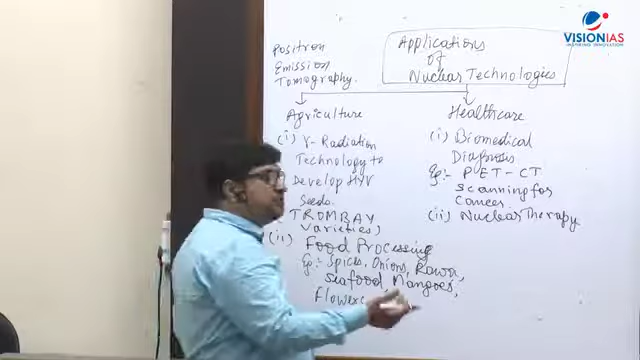 VISIONIAS
INSPIRING INNOVATION
Positron
Emission
Tomography.
Applications
of
Nuclear Technologies
Agriculture
(i) γ-Radiation
Technology to
Develop HYV
Seeds.
TROMBAY
Varieties,
(ii) Food Processing
Eg:- Spices, Onions, Rawa,
Seafood, Mangoes,
Healthcare
(i) Biomedical
Diagnosis
Eg:- PET-CT
Scanning for
Cancer
(ii) Nuclear Therapy